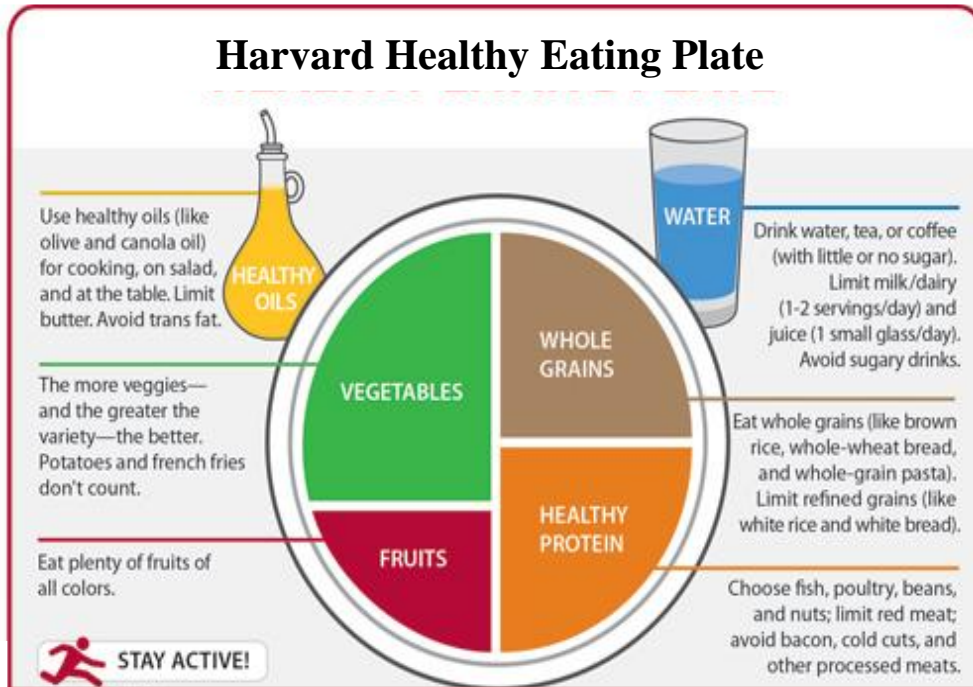 Harvard Healthy Eating Plate
Use healthy oils (like
olive and canola oil)
for cooking, on salad,
and at the table. Limit
butter. Avoid trans fat.
HEALTHY
OILS
WATER
Drink water, tea, or coffee
(with little or no sugar).
Limit milk/dairy
(1-2 servings/day) and
juice (1 small glass/day).
Avoid sugary drinks.
The more veggies—
and the greater the
variety—the better.
Potatoes and french fries
don't count.
VEGETABLES
WHOLE
GRAINS
Eat whole grains (like brown
rice, whole-wheat bread,
and whole-grain pasta).
Limit refined grains (like
white rice and white bread).
Eat plenty of fruits of
all colors.
FRUITS
HEALTHY
PROTEIN
Choose fish, poultry, beans,
and nuts; limit red meat;
avoid bacon, cold cuts, and
other processed meats.
STAY ACTIVE!